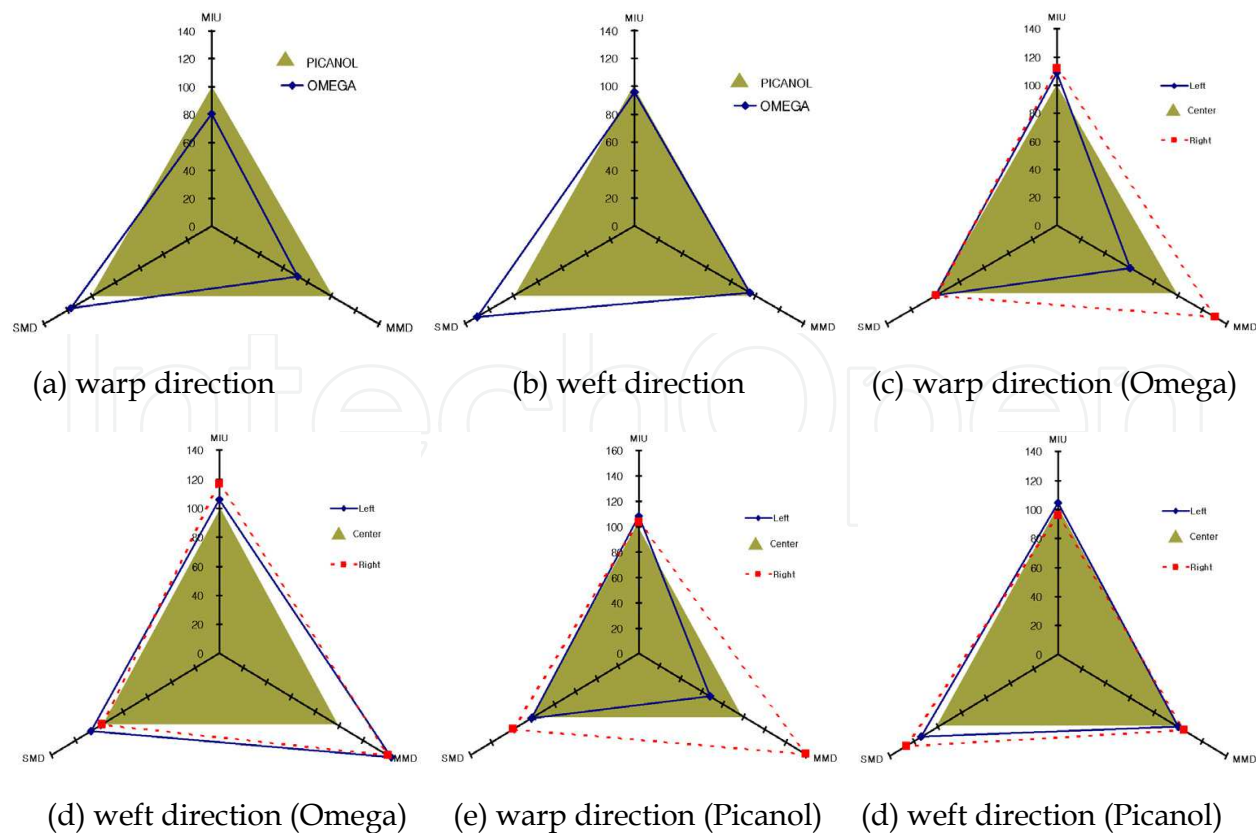 MIU
140
120
100
80
60
40
20
0
PICANOL
OMEGA
SMD
MMD
(a) warp direction
MIU
140
120
100
80
60
40
20
0
PICANOL
OMEGA
SMD
MMD
(b) weft direction
MIU
140
120
100
80
60
40
20
0
Left
Center
Right
SMD
MMD
(c) warp direction (Omega)
IntechOpen
MIU
140
120
100
80
60
40
20
0
Left
Center
Right
SMD
MMD
(d) weft direction (Omega)
MIU
160
140
120
100
80
60
40
20
0
Left
Center
Right
SMD
MMD
(e) warp direction (Picanol)
MIU
140
120
100
80
60
40
20
0
Left
Center
Right
SMD
MMD
(d) weft direction (Picanol)